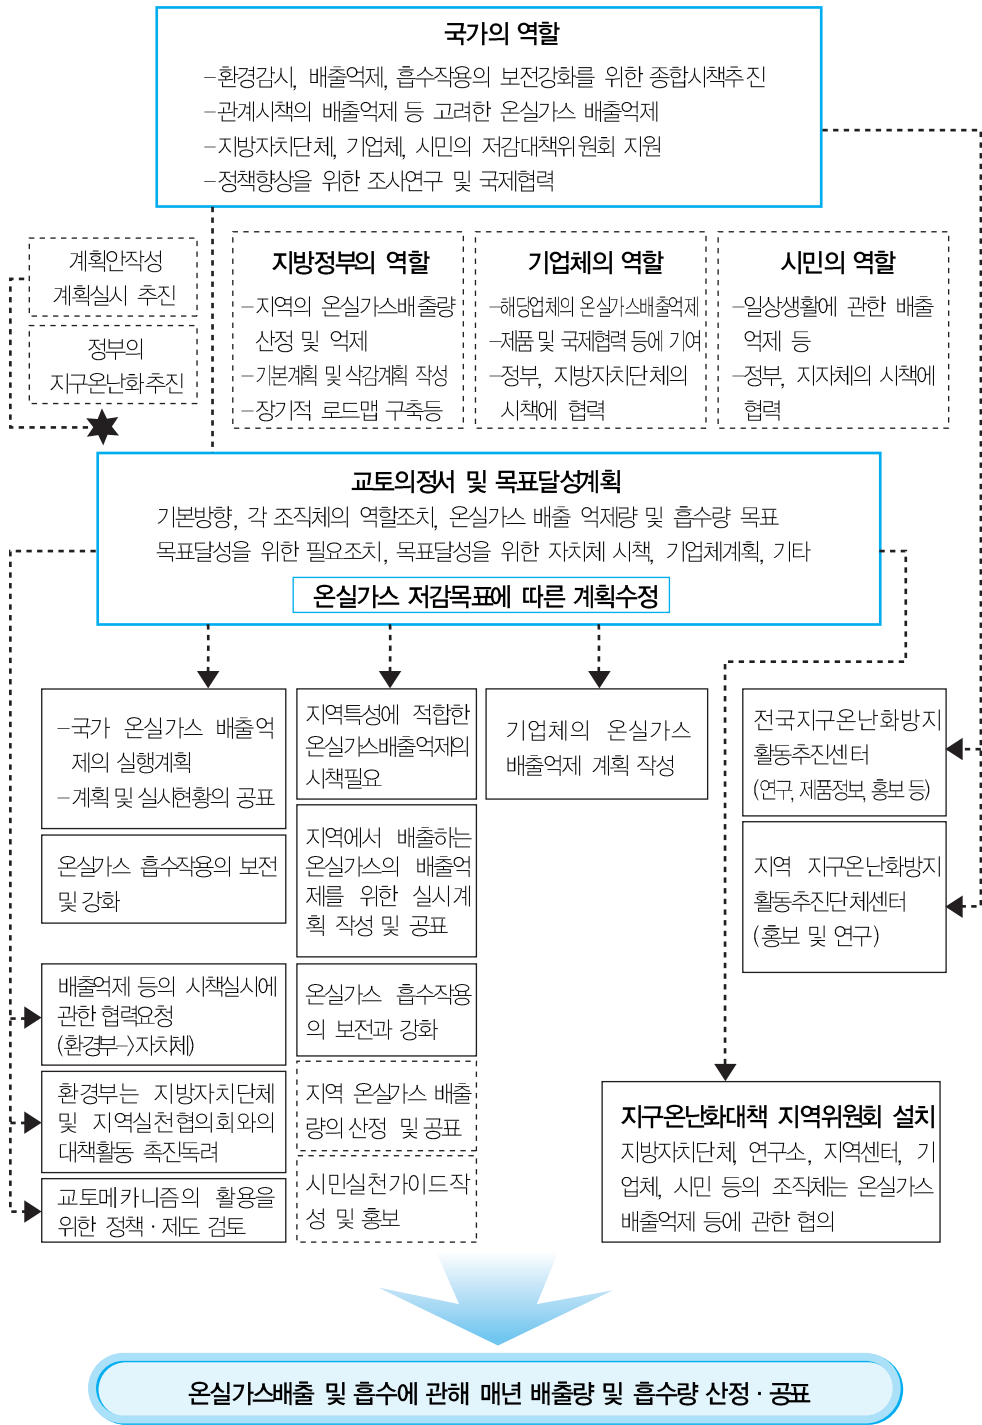 국가의 역할
–환경감시, 배출억제, 흡수작용의 보전강화를 위한 종합시책추진
–관계시책의 배출억제 등 고려한 온실가스 배출억제
–지방자치단체, 기업체, 시민의 저감대책위원회 지원
–정책향상을 위한 조사연구 및 국제협력
계획안작성
계획실시 추진
정부의
지구온난화추진
지방정부의 역할
–지역의 온실가스배출량
산정 및 억제
–기본계획 및 삭감계획 작성
–장기적 로드맵 구축등
기업체의 역할
–해당업체의 온실가스배출억제
–제품 및 국제협력 등에 기여
–정부, 지방자치단체의
시책에 협력
시민의 역할
–일상생활에 관한 배출
억제 등
–정부, 지자체의 시책에
협력
교토의정서 및 목표달성계획
기본방향, 각 조직체의 역할조치, 온실가스 배출 억제량 및 흡수량 목표
목표달성을 위한 필요조치, 목표달성을 위한 자치체 시책, 기업체계획, 기타
온실가스 저감목표에 따른 계획수정
–국가 온실가스 배출억
제의 실행계획
–계획 및 실시현황의 공표
온실가스 흡수작용의 보전
및 강화
배출억제 등의 시책실시에
관한 협력요청
(환경부–>자치체)
환경부는 지방자치단체
및 지역실천협의회와의
대책활동 촉진독려
교토메카니즘의 활용을
위한 정책·제도 검토
지역특성에 적합한
온실가스배출억제의
시책필요
지역에서 배출하는
온실가스의 배출억
제를 위한 실시계
획 작성 및 공표
온실가스 흡수작용
의 보전과 강화
지역 온실가스 배출
량의 산정 및 공표
시민실천가이드작
성 및 홍보
기업체의 온실가스
배출억제 계획 작성
전국지구온난화방지
활동추진센터
(연구, 제품정보, 홍보 등)
지역 지구온난화방지
활동추진단체센터
(홍보 및 연구)
지구온난화대책 지역위원회 설치
지방자치단체, 연구소, 지역센터, 기
업체, 시민 등의 조직체는 온실가스
배출억제 등에 관한 협의
온실가스배출 및 흡수에 관해 매년 배출량 및 흡수량 산정·공표